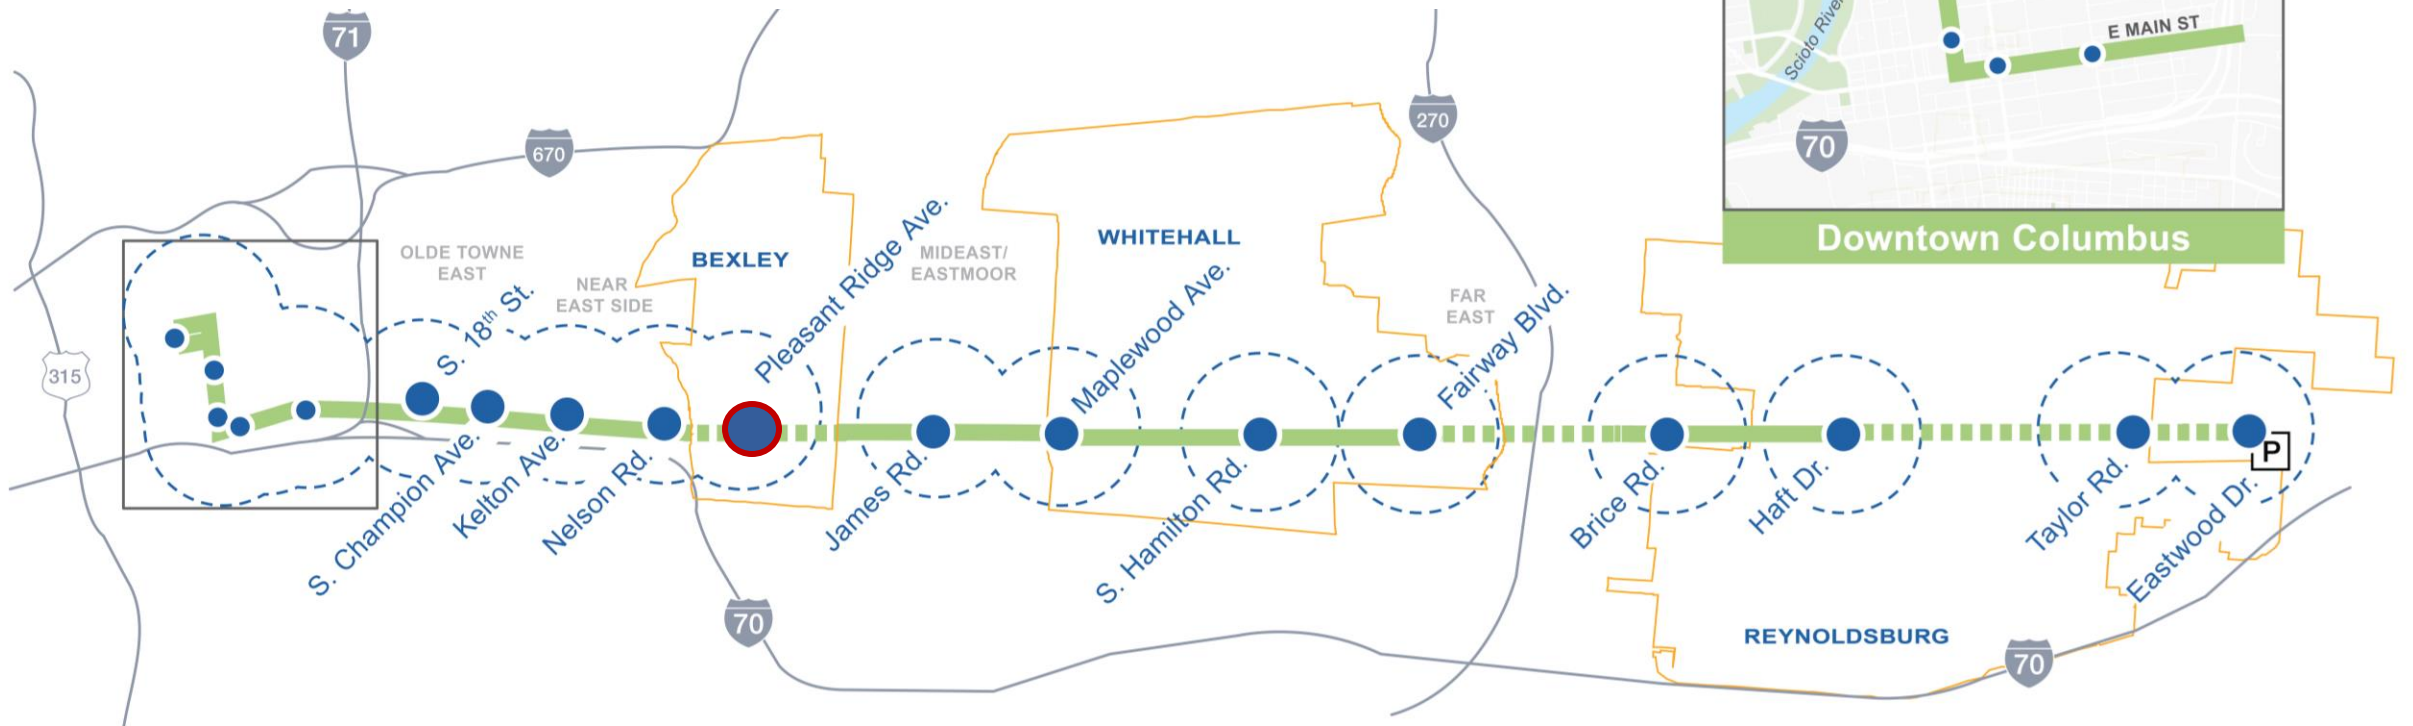 71
670
270
315
70
70
70
Scioto River
E MAIN ST
Downtown Columbus
OLDE TOWNE
EAST
NEAR
EAST SIDE
BEXLEY
MIDEAST/
EASTMOOR
WHITEHALL
FAR
EAST
REYNOLDSBURG
S. 18th St.
S. Champion Ave.
Kelton Ave.
Nelson Rd.
Pleasant Ridge Ave.
James Rd.
Maplewood Ave.
S. Hamilton Rd.
Fairway Blvd.
Brice Rd.
Haft Dr.
Taylor Rd.
Eastwood Dr.
P